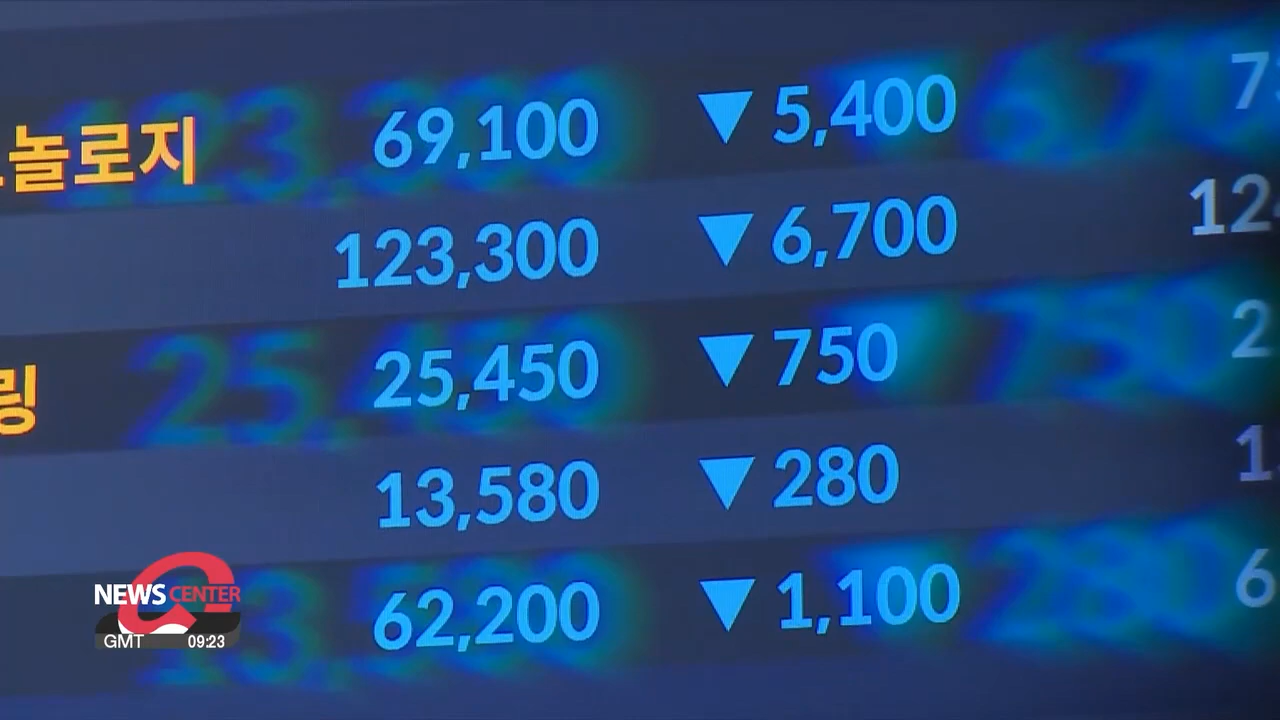 놀로지 69,100 ▼ 5,400
123,300 ▼ 6,700
링 25,450 ▼ 750
13,580 ▼ 280
62,200 ▼ 1,100
NEWS CENTER
GMT 09:23